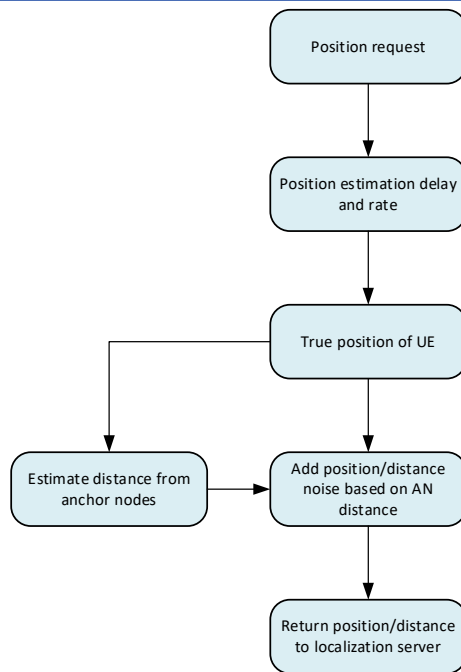 Position request
Position estimation delay
and rate
True position of UE
Estimate distance from
anchor nodes
Add position/distance
noise based on AN
distance
Return position/distance
to localization server